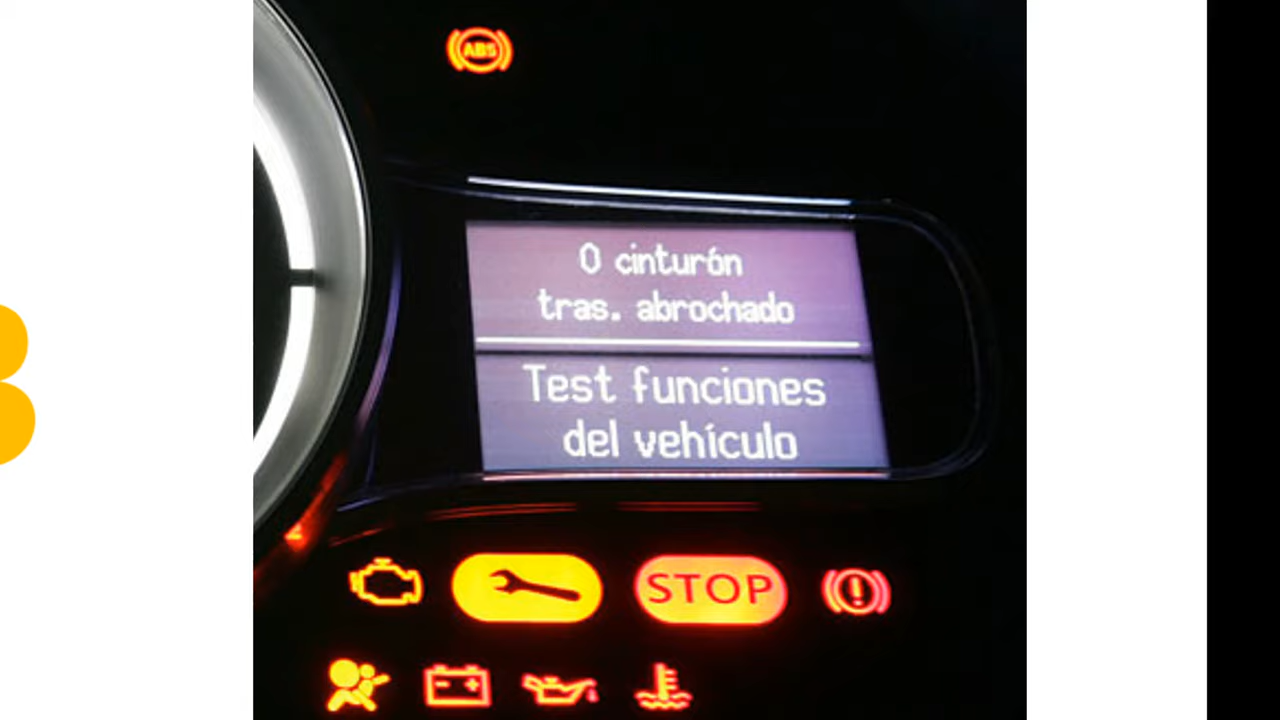 ABS
0 cinturón
tras. abrochado
Test funciones
del vehículo
STOP